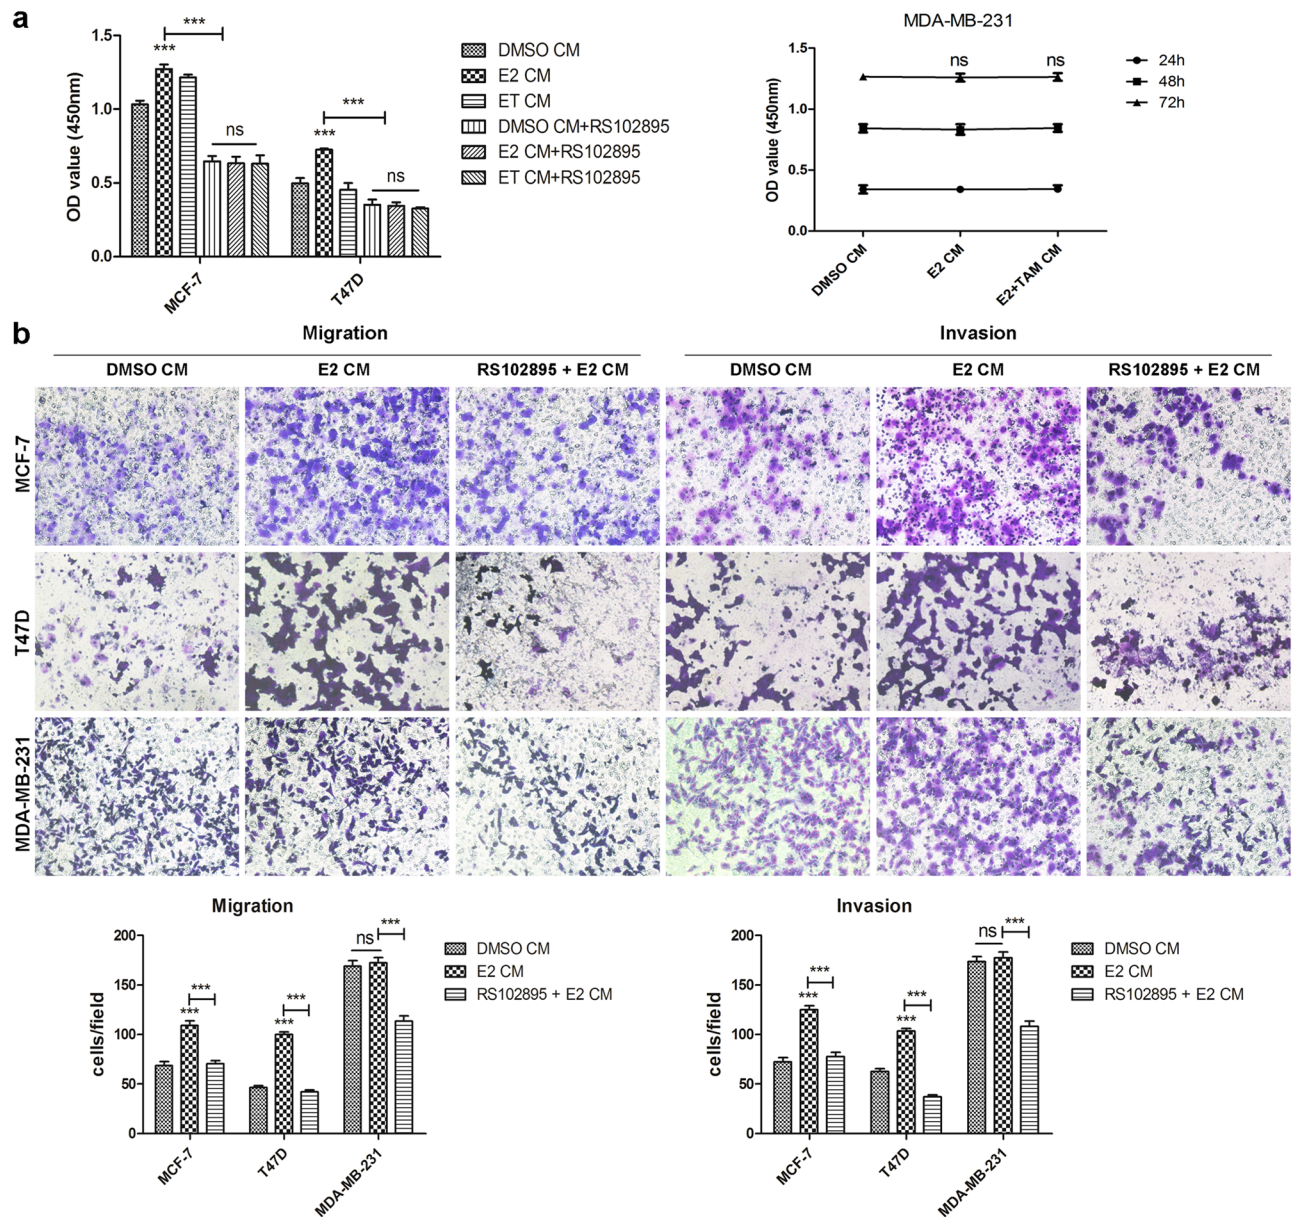 a
***
***
ns
***
***
ns
1.5
1.0
0.5
0.0
OD value (450nm)
MCF-7
T47D
DMSO CM
E2 CM
ET CM
DMSO CM+RS102895
E2 CM+RS102895
ET CM+RS102895
MDA-MB-231
ns
ns
1.5
1.0
0.5
0.0
OD value (450nm)
DMSO CM
E2 CM
E2+TAM CM
24h
48h
72h
b
Migration
Invasion
DMSO CM
E2 CM
RS102895 + E2 CM
DMSO CM
E2 CM
RS102895 + E2 CM
MCF-7
T47D
MDA-MB-231
Migration
200
150
100
50
0
cells/field
***
***
***
***
ns
***
MCF-7
T47D
MDA-MB-231
DMSO CM
E2 CM
RS102895 + E2 CM
Invasion
200
150
100
50
0
cells/field
***
***
***
***
ns
***
MCF-7
T47D
MDA-MB-231
DMSO CM
E2 CM
RS102895 + E2 CM